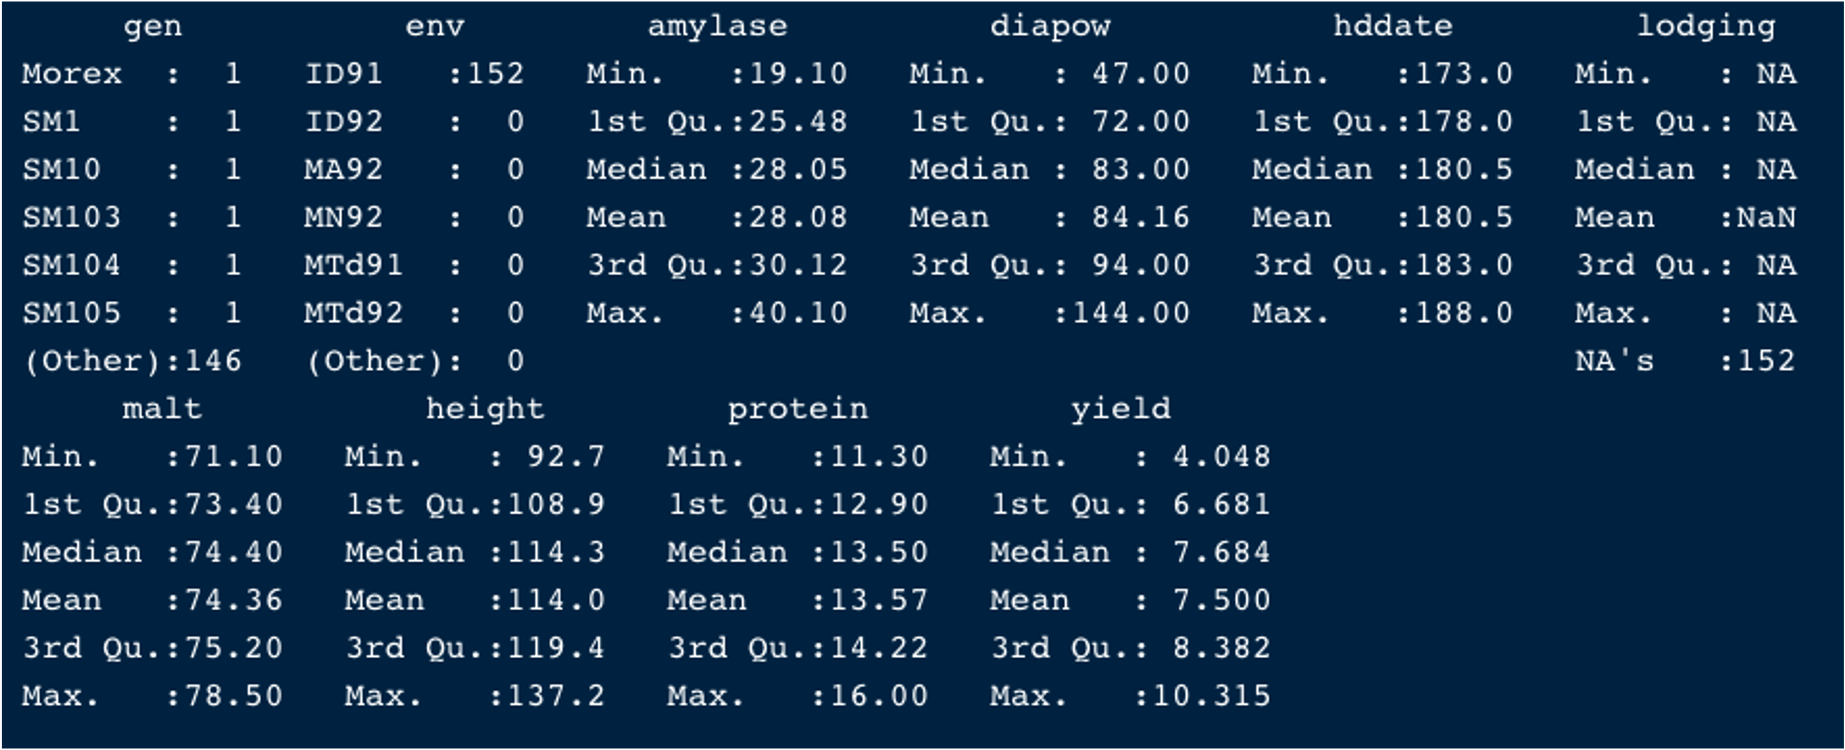 gen env amylase diapow hddate lodging
Morex : 1 ID91 :152 Min. :19.10 Min. : 47.00 Min. :173.0 Min. : NA
SM1 : 1 ID92 : 0 1st Qu.:25.48 1st Qu.: 72.00 1st Qu.:178.0 1st Qu.: NA
SM10 : 1 MA92 : 0 Median :28.05 Median : 83.00 Median :180.5 Median : NA
SM103 : 1 MN92 : 0 Mean :28.08 Mean : 84.16 Mean :180.5 Mean :NaN
SM104 : 1 MTd91 : 0 3rd Qu.:30.12 3rd Qu.: 94.00 3rd Qu.:183.0 3rd Qu.: NA
SM105 : 1 MTd92 : 0 Max. :40.10 Max. :144.00 Max. :188.0 Max. : NA
(Other):146 (Other): 0 NA's :152
malt height protein yield
Min. :71.10 Min. : 92.7 Min. :11.30 Min. : 4.048
1st Qu.:73.40 1st Qu.:108.9 1st Qu.:12.90 1st Qu.: 6.681
Median :74.40 Median :114.3 Median :13.50 Median : 7.684
Mean :74.36 Mean :114.0 Mean :13.57 Mean : 7.500
3rd Qu.:75.20 3rd Qu.:119.4 3rd Qu.:14.22 3rd Qu.: 8.382
Max. :78.50 Max. :137.2 Max. :16.00 Max. :10.315